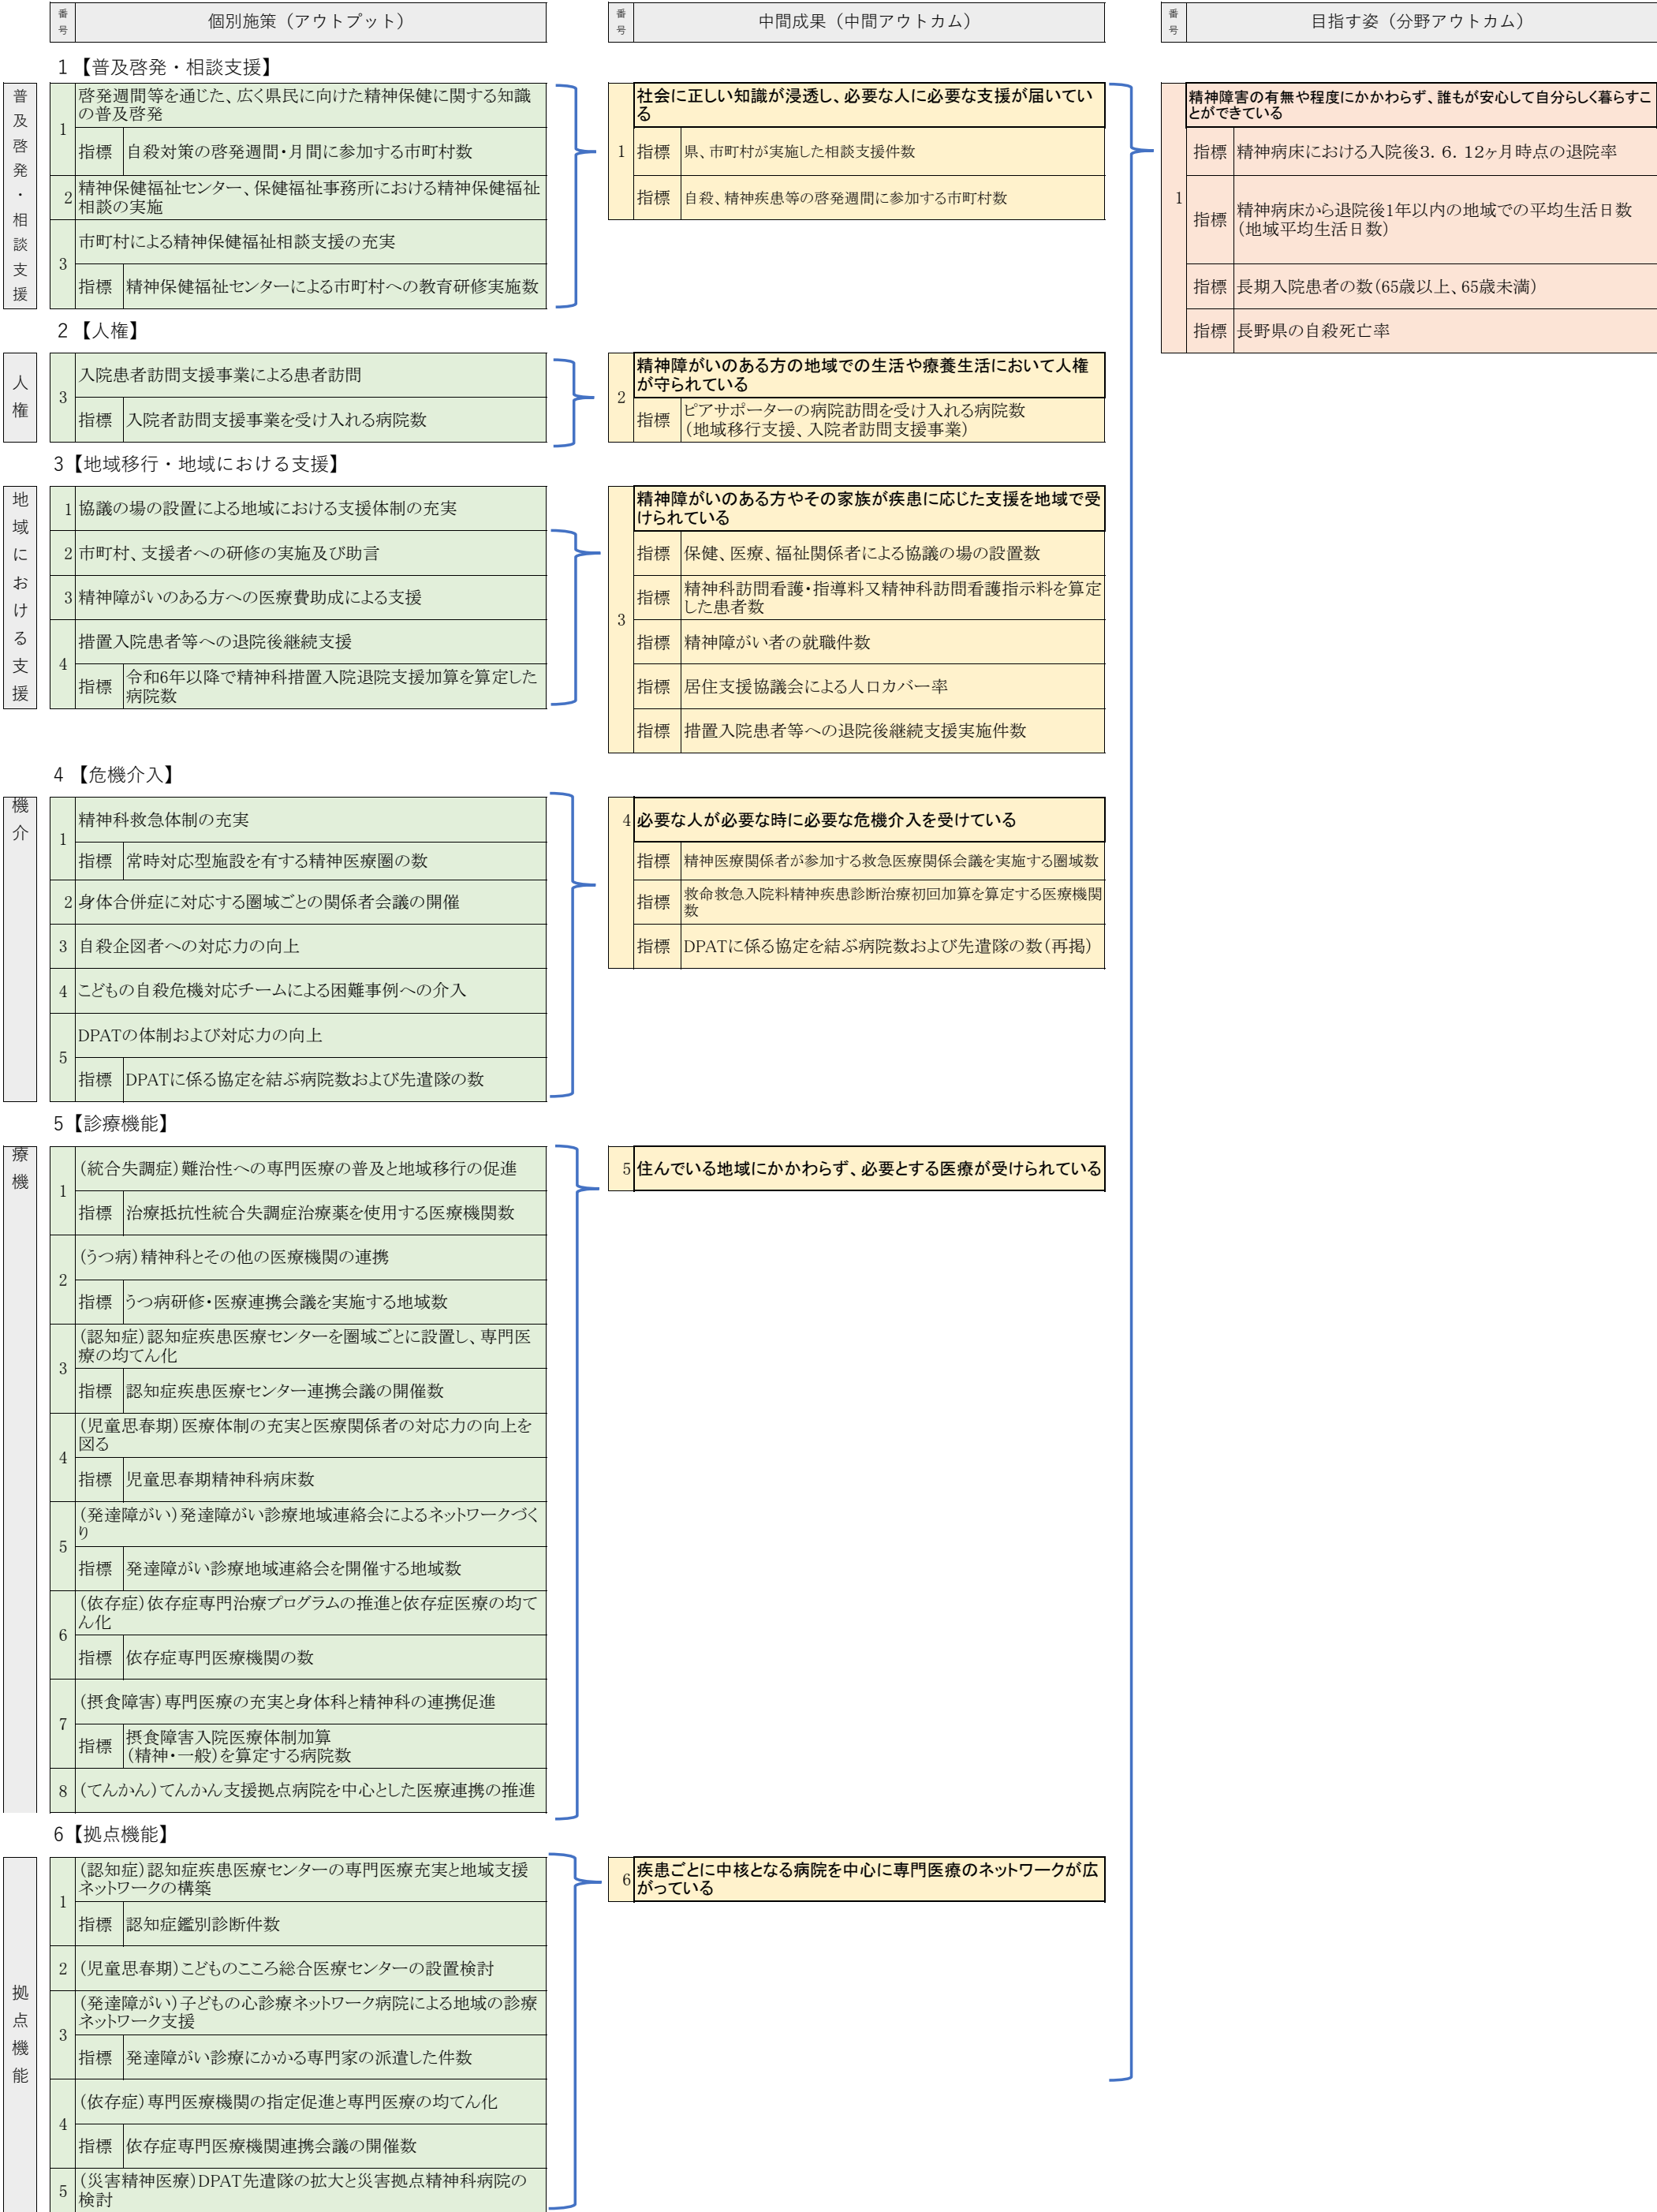 番号
個別施策（アウトプット）
番号
中間成果（中間アウトカム）
番号
目指す姿（分野アウトカム）
1 【普及啓発・相談支援】
普及啓発・相談支援
1
啓発週間等を通じた、広く県民に向けた精神保健に関する知識
の普及啓発
指標 自殺対策の啓発週間・月間に参加する市町村数
2
精神保健福祉センター、保健福祉事務所における精神保健福祉
相談の実施
3
市町村による精神保健福祉相談支援の充実
指標 精神保健福祉センターによる市町村への教育研修実施数
1
社会に正しい知識が浸透し、必要な人に必要な支援が届いてい
る
指標 県、市町村が実施した相談支援件数
指標 自殺、精神疾患等の啓発週間に参加する市町村数
1
精神障害の有無や程度にかかわらず、誰もが安心して自分らしく暮らすこ
とができている
指標 精神病床における入院後3．6．12ヶ月時点の退院率
指標 精神病床から退院後1年以内の地域での平均生活日数
（地域平均生活日数）
指標 長期入院患者の数（65歳以上、65歳未満）
指標 長野県の自殺死亡率
2 【人権】
人権
3
入院患者訪問支援事業による患者訪問
指標 入院者訪問支援事業を受け入れる病院数
2
精神障がいのある方の地域での生活や療養生活において人権
が守られている
指標 ピアサポーターの病院訪問を受け入れる病院数
（地域移行支援、入院者訪問支援事業）
3【地域移行・地域における支援】
地域における支援
1 協議の場の設置による地域における支援体制の充実
2 市町村、支援者への研修の実施及び助言
3 精神障がいのある方への医療費助成による支援
4
措置入院患者等への退院後継続支援
指標 令和6年以降で精神科措置入院退院支援加算を算定した
病院数
3
精神障がいのある方やその家族が疾患に応じた支援を地域で受
けられている
指標 保健、医療、福祉関係者による協議の場の設置数
指標 精神科訪問看護・指導料又精神科訪問看護指示料を算定
した患者数
指標 精神障がい者の就職件数
指標 居住支援協議会による人口カバー率
指標 措置入院患者等への退院後継続支援実施件数
4 【危機介入】
機介
1
精神科救急体制の充実
指標 常時対応型施設を有する精神医療圏の数
2 身体合併症に対応する圏域ごとの関係者会議の開催
3 自殺企図者への対応力の向上
4 こどもの自殺危機対応チームによる困難事例への介入
5
DPATの体制および対応力の向上
指標 DPATに係る協定を結ぶ病院数および先遣隊の数
4 必要な人が必要な時に必要な危機介入を受けている
指標 精神医療関係者が参加する救急医療関係会議を実施する圏域数
指標 救命救急入院料精神疾患診断治療初回加算を算定する医療機関
数
指標 DPATに係る協定を結ぶ病院数および先遣隊の数（再掲）
5【診療機能】
療機
1
（統合失調症）難治性への専門医療の普及と地域移行の促進
指標 治療抵抗性統合失調症治療薬を使用する医療機関数
2
（うつ病）精神科とその他の医療機関の連携
指標 うつ病研修・医療連携会議を実施する地域数
3
（認知症）認知症疾患医療センターを圏域ごとに設置し、専門医
療の均てん化
指標 認知症疾患医療センター連携会議の開催数
4
（児童思春期）医療体制の充実と医療関係者の対応力の向上を
図る
指標 児童思春期精神科病床数
5
（発達障がい）発達障がい診療地域連絡会によるネットワークづく
り
指標 発達障がい診療地域連絡会を開催する地域数
6
（依存症）依存症専門治療プログラムの推進と依存症医療の均て
ん化
指標 依存症専門医療機関の数
7
（摂食障害）専門医療の充実と身体科と精神科の連携促進
指標 摂食障害入院医療体制加算
（精神・一般）を算定する病院数
8 （てんかん）てんかん支援拠点病院を中心とした医療連携の推進
5 住んでいる地域にかかわらず、必要とする医療が受けられている
6【拠点機能】
拠点機能
1
（認知症）認知症疾患医療センターの専門医療充実と地域支援
ネットワークの構築
指標 認知症鑑別診断件数
2 （児童思春期）こどものこころ総合医療センターの設置検討
3
（発達障がい）子どもの心診療ネットワーク病院による地域の診療
ネットワーク支援
指標 発達障がい診療にかかる専門家の派遣した件数
4
（依存症）専門医療機関の指定促進と専門医療の均てん化
指標 依存症専門医療機関連携会議の開催数
5
（災害精神医療）DPAT先遣隊の拡大と災害拠点精神科病院の
検討
6
疾患ごとに中核となる病院を中心に専門医療のネットワークが広
がっている